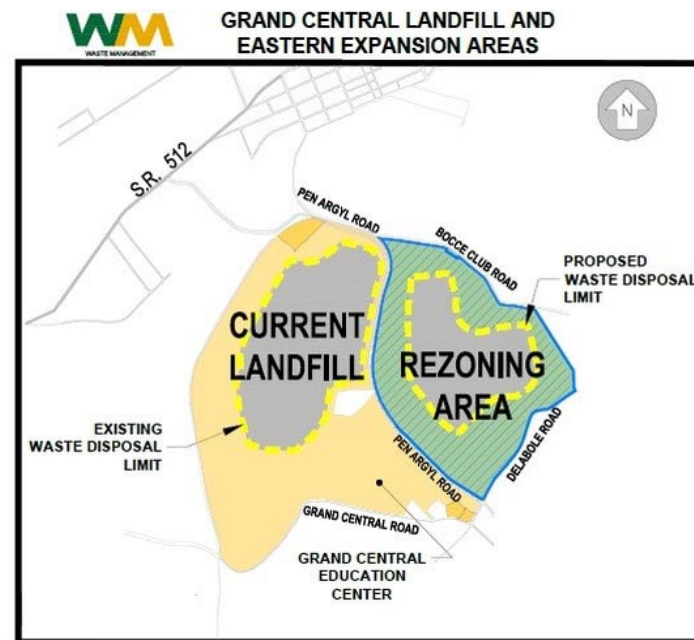 WM
WASTE MANAGEMENT
GRAND CENTRAL LANDFILL AND
EASTERN EXPANSION AREAS
N
S.R. 512
PEN ARGYL ROAD
BOCCE CLUB ROAD
PROPOSED
WASTE DISPOSAL
LIMIT
CURRENT
LANDFILL
REZONING
AREA
EXISTING
WASTE DISPOSAL
LIMIT
PEN ARGYL ROAD
DELABOLE ROAD
GRAND CENTRAL ROAD
GRAND CENTRAL
EDUCATION
CENTER